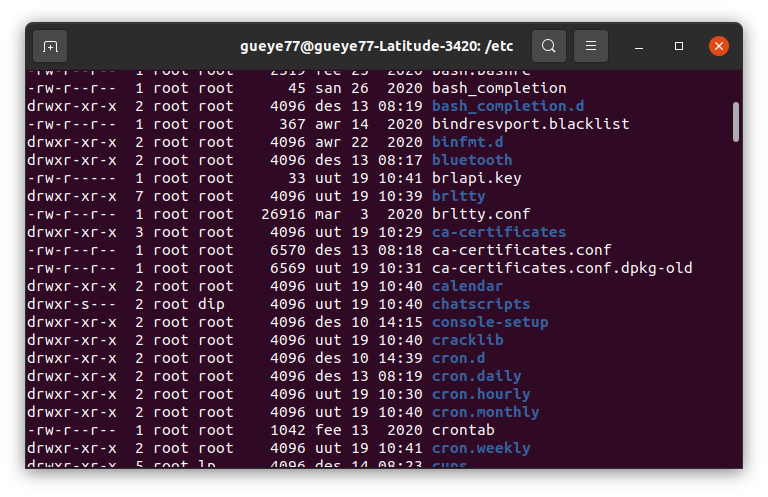 gueye77@gueye77-Latitude-3420: /etc
-rw-r--r-- 1 root root 2319 fee 25 2020 bash.bashrc
-rw-r--r-- 1 root root 45 san 26 2020 bash_completion
drwxr-xr-x 2 root root 4096 des 13 08:19 bash_completion.d
-rw-r--r-- 1 root root 367 awr 14 2020 bindresvport.blacklist
drwxr-xr-x 2 root root 4096 awr 22 2020 binfmt.d
drwxr-xr-x 2 root root 4096 des 13 08:17 bluetooth
-rw-r----- 1 root root 33 uut 19 10:41 brlapi.key
drwxr-xr-x 7 root root 4096 uut 19 10:39 brltty
-rw-r--r-- 1 root root 26916 mar 3 2020 brltty.conf
drwxr-xr-x 3 root root 4096 uut 19 10:29 ca-certificates
-rw-r--r-- 1 root root 6570 des 13 08:18 ca-certificates.conf
-rw-r--r-- 1 root root 6569 uut 19 10:31 ca-certificates.conf.dpkg-old
drwxr-xr-x 2 root root 4096 uut 19 10:40 calendar
drwxr-s--- 2 root dip 4096 uut 19 10:40 chatscripts
drwxr-xr-x 2 root root 4096 des 10 14:15 console-setup
drwxr-xr-x 2 root root 4096 uut 19 10:40 cracklib
drwxr-xr-x 2 root root 4096 des 10 14:39 cron.d
drwxr-xr-x 2 root root 4096 des 13 08:19 cron.daily
drwxr-xr-x 2 root root 4096 uut 19 10:30 cron.hourly
drwxr-xr-x 2 root root 4096 uut 19 10:40 cron.monthly
-rw-r--r-- 1 root root 1042 fee 13 2020 crontab
drwxr-xr-x 2 root root 4096 uut 19 10:41 cron.weekly
drwxr-xr-x 5 root lp 4096 des 14 08:23 cups